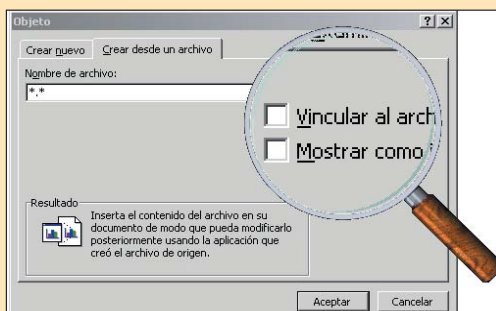 Objeto
Crear nuevo
Crear desde un archivo
Nombre de archivo:
*.*
Vincular al arch
Mostrar como
Resultado
Inserta el contenido del archivo en su
documento de modo que pueda modificarlo
posteriormente usando la aplicación que
creó el archivo de origen.
Aceptar
Cancelar